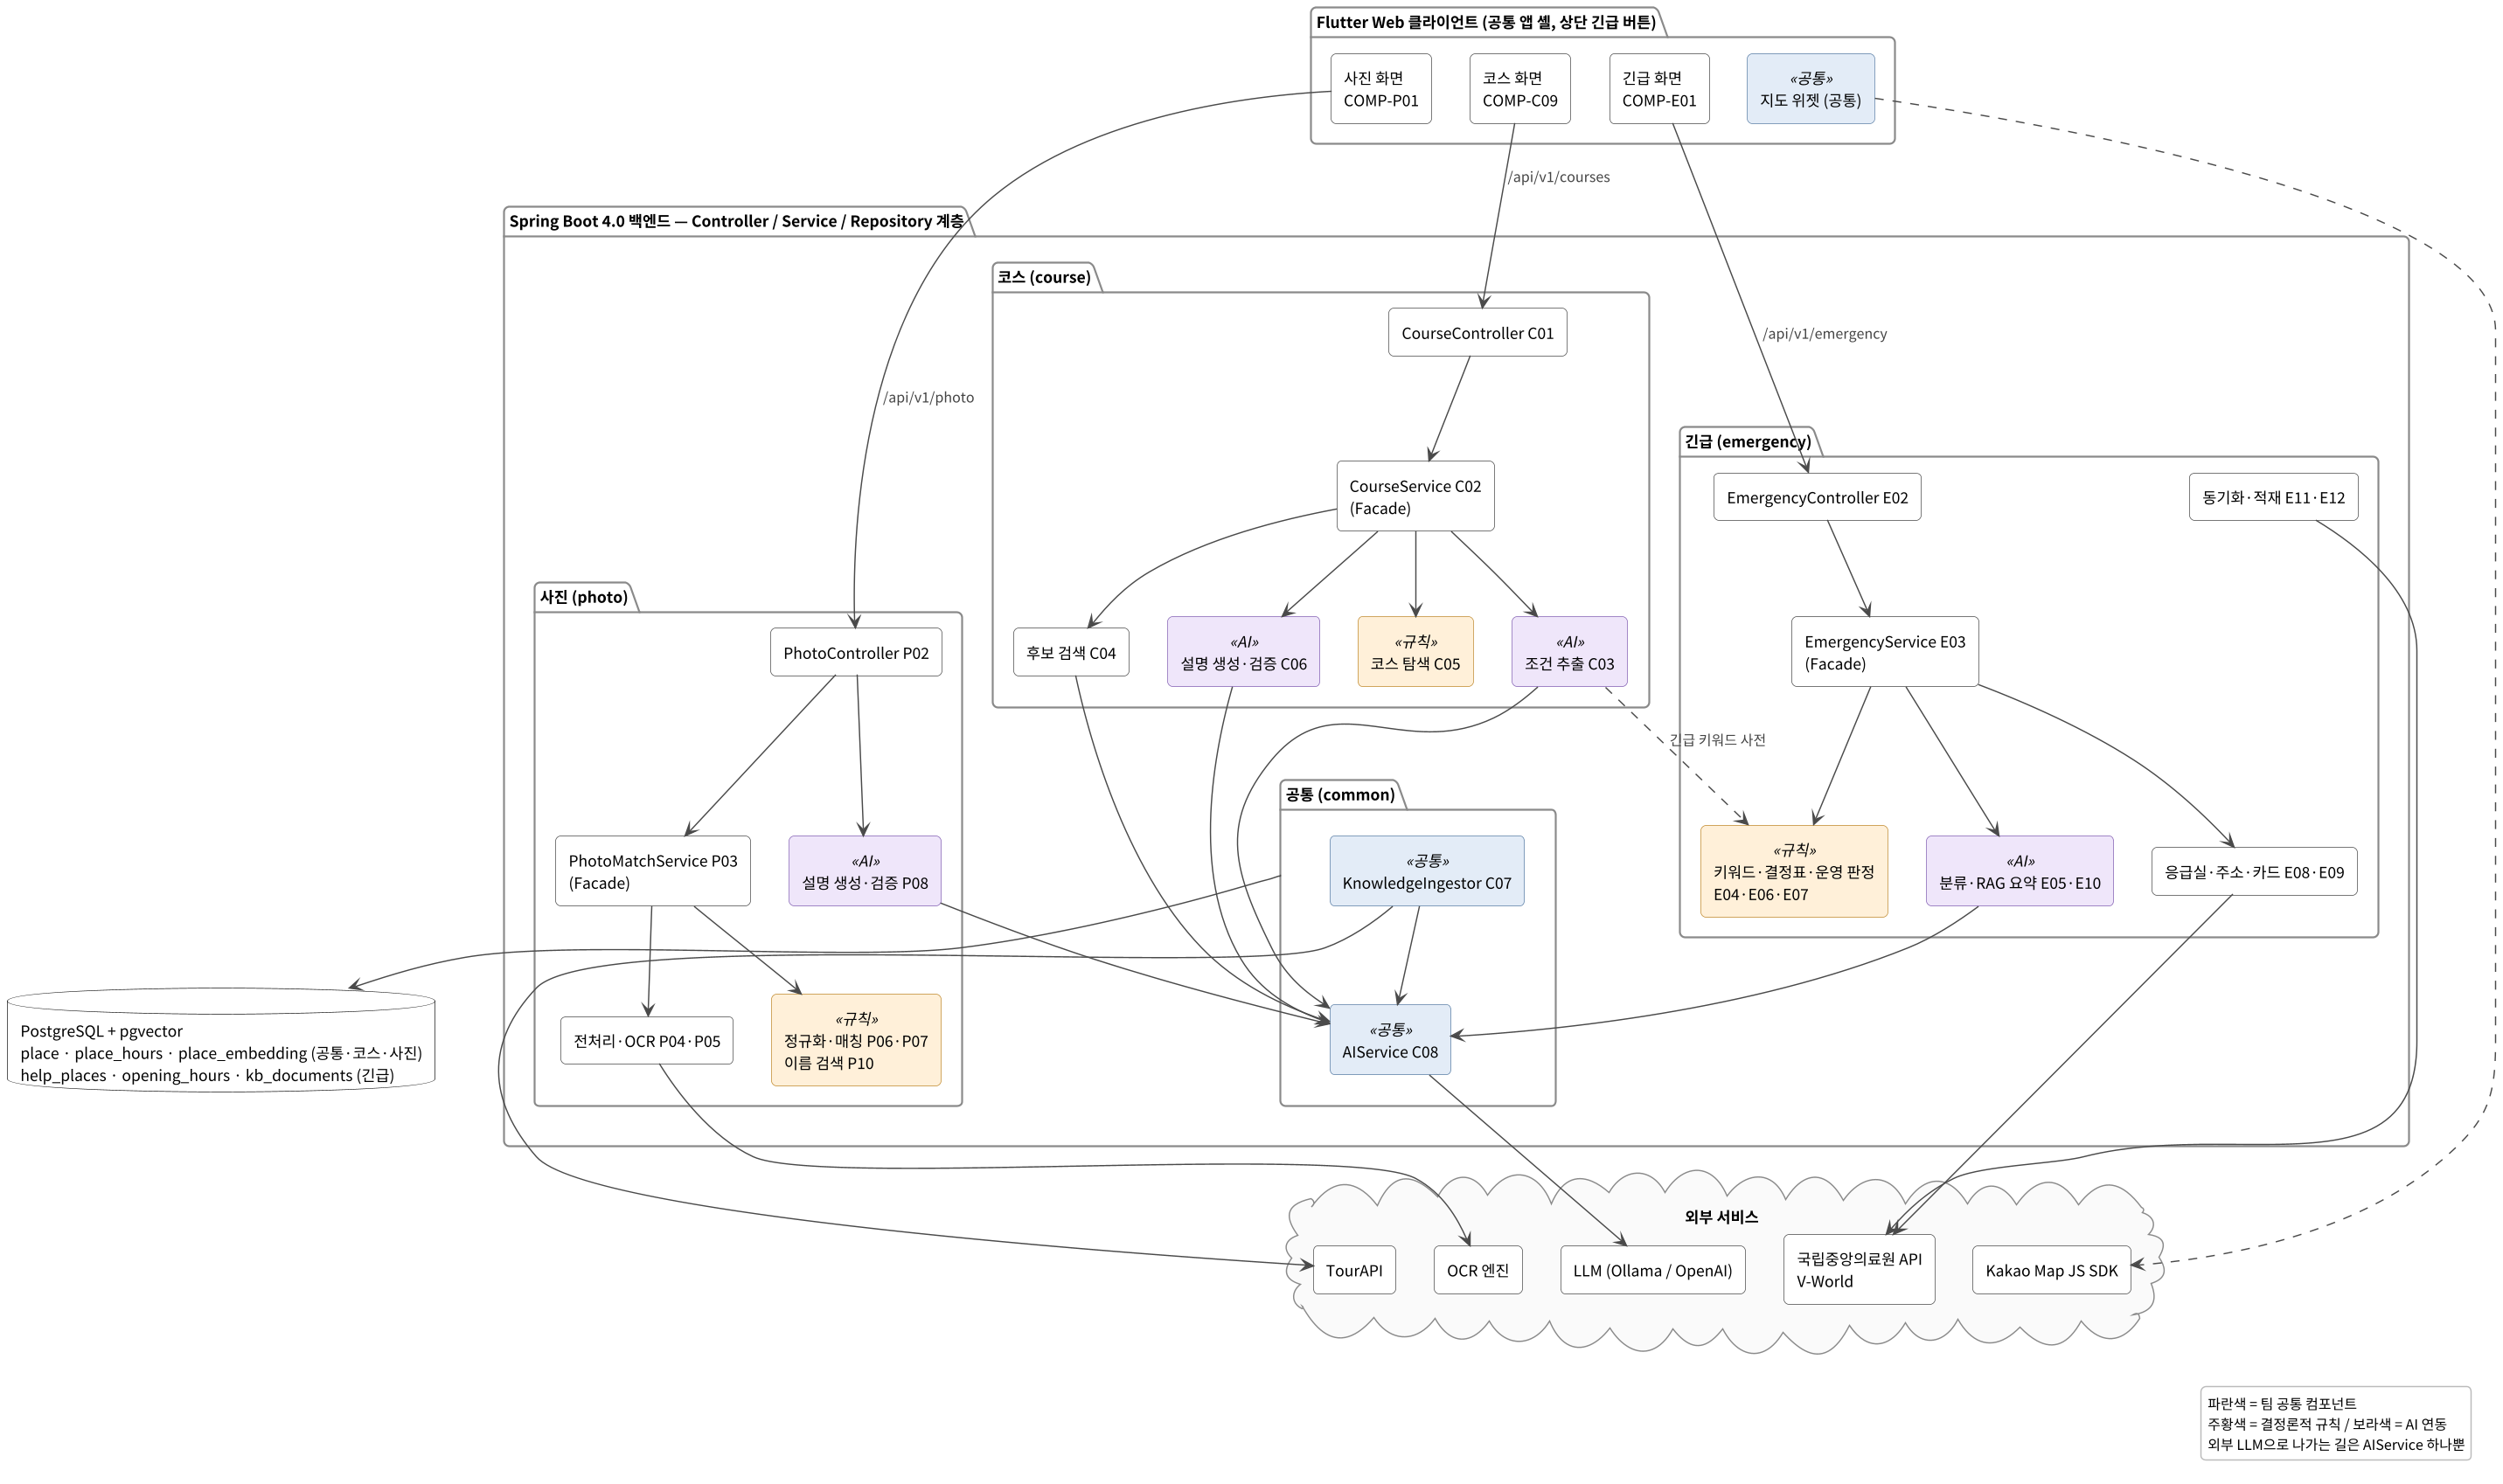 Flutter Web 클라이언트 (공통 앱 셸, 상단 긴급 버튼)
사진 화면
COMP-P01
코스 화면
COMP-C09
긴급 화면
COMP-E01
«공통»
지도 위젯 (공통)
/api/v1/courses
Spring Boot 4.0 백엔드 — Controller / Service / Repository 계층
코스 (course)
CourseController C01
/api/v1/emergency
/api/v1/photo
긴급 (emergency)
CourseService C02
(Facade)
EmergencyController E02
동기화·적재 E11·E12
사진 (photo)
PhotoController P02
후보 검색 C04
«AI»
설명 생성·검증 C06
«규칙»
코스 탐색 C05
«AI»
조건 추출 C03
EmergencyService E03
(Facade)
긴급 키워드 사전
공통 (common)
PhotoMatchService P03
(Facade)
«AI»
설명 생성·검증 P08
«공통»
KnowledgeIngestor C07
«규칙»
키워드·결정표·운영 판정
E04·E06·E07
«AI»
분류·RAG 요약 E05·E10
응급실·주소·카드 E08·E09
PostgreSQL + pgvector
place · place_hours · place_embedding (공통·코스·사진)
help_places · opening_hours · kb_documents (긴급)
전처리·OCR P04·P05
«규칙»
정규화·매칭 P06·P07
이름 검색 P10
«공통»
AIService C08
외부 서비스
TourAPI
OCR 엔진
LLM (Ollama / OpenAI)
국립중앙의료원 API
V-World
Kakao Map JS SDK
파란색 = 팀 공통 컴포넌트
주황색 = 결정론적 규칙 / 보라색 = AI 연동
외부 LLM으로 나가는 길은 AIService 하나뿐